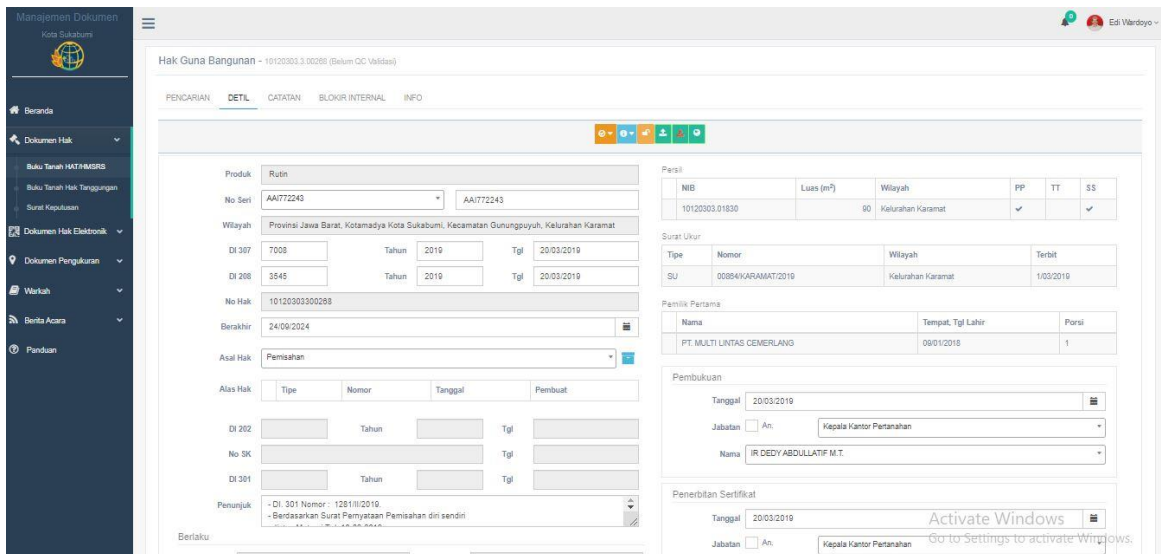 Manajemen Dokumen
Kota Sukabumi
0
Edi Wardoyo
Beranda
Dokumen Hak
Buku Tanah HAT/HMSRS
Buku Tanah Hak Tanggungan
Surat Keputusan
Dokumen Hak Elektronik
Dokumen Pengukuran
Warkah
Berita Acara
Panduan
Hak Guna Bangunan - 10120303.3.00268 (Belum QC Validasi)
PENCARIAN DETIL CATATAN BLOKIR INTERNAL INFO
Produk Rutin
No Seri AAI772243 AAI772243
Wilayah Provinsi Jawa Barat, Kotamadya Kota Sukabumi, Kecamatan Gunungpuyuh, Kelurahan Karamat
DI 307 7008 Tahun 2019 Tgl 20/03/2019
DI 208 3545 Tahun 2019 Tgl 20/03/2019
No Hak 10120303300268
Berakhir 24/09/2024
Asal Hak Pemisahan
Alas Hak Tipe Nomor Tanggal Pembuat
DI 202 Tahun Tgl
No SK Tgl
DI 301 Tahun Tgl
Penunjuk - DI. 301 Nomor : 1281/II/2019.
- Berdasarkan Surat Pernyataan Pemisahan diri sendiri
Berlaku
Persil
NIB Luas (m²) Wilayah PP TT SS
10120303.01830 90 Kelurahan Karamat
Surat Ukur
Tipe Nomor Wilayah Terbit
SU 00864/KARAMAT/2019 Kelurahan Karamat 1/03/2019
Pemilik Pertama
Nama Tempat, Tgl Lahir Porsi
PT. MULTI LINTAS CEMERLANG 09/01/2018 1
Pembukuan
Tanggal 20/03/2019
Jabatan An. Kepala Kantor Pertanahan
Nama IR DEDY ABDULLATIF M.T.
Penerbitan Sertifikat
Tanggal 20/03/2019
Jabatan An. Kepala Kantor Pertanahan
Activate Windows
Go to Settings to activate Windows.